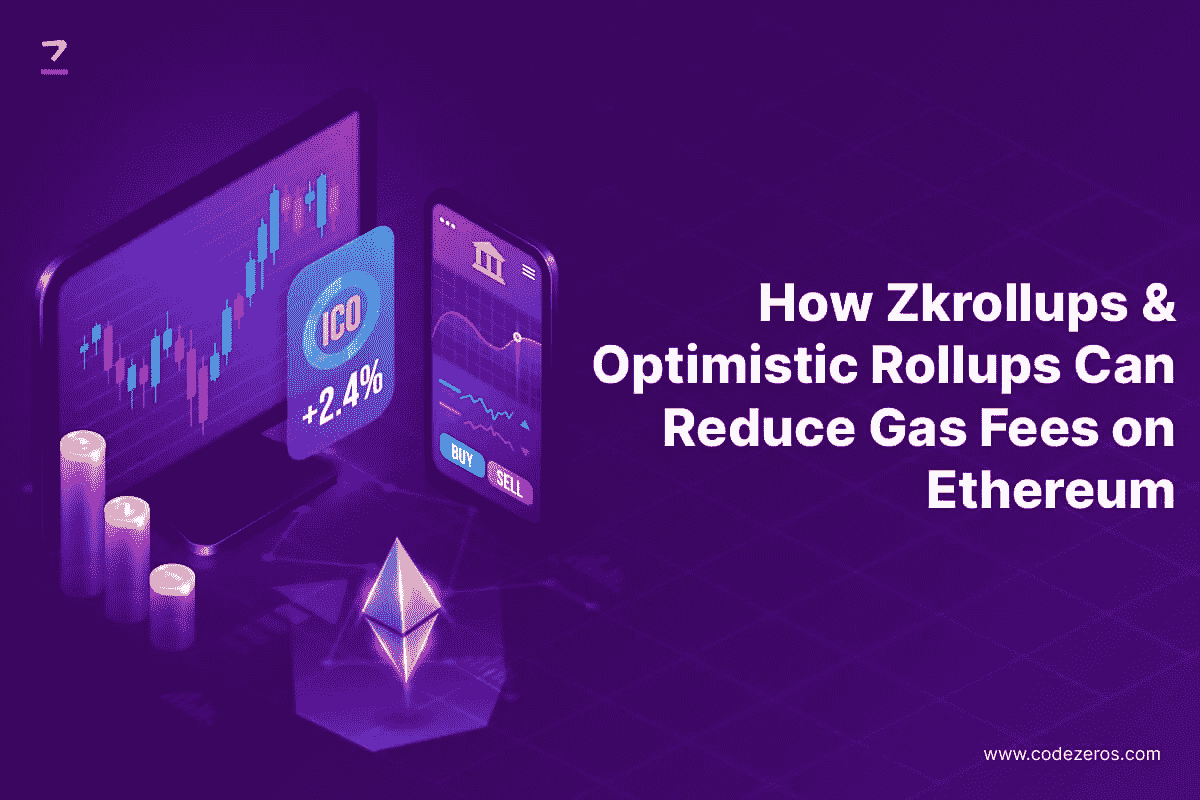 ICO
+2.4%
BUY
SELL
How Zkrollups &
Optimistic Rollups Can
Reduce Gas Fees on
Ethereum
www.codezeros.com